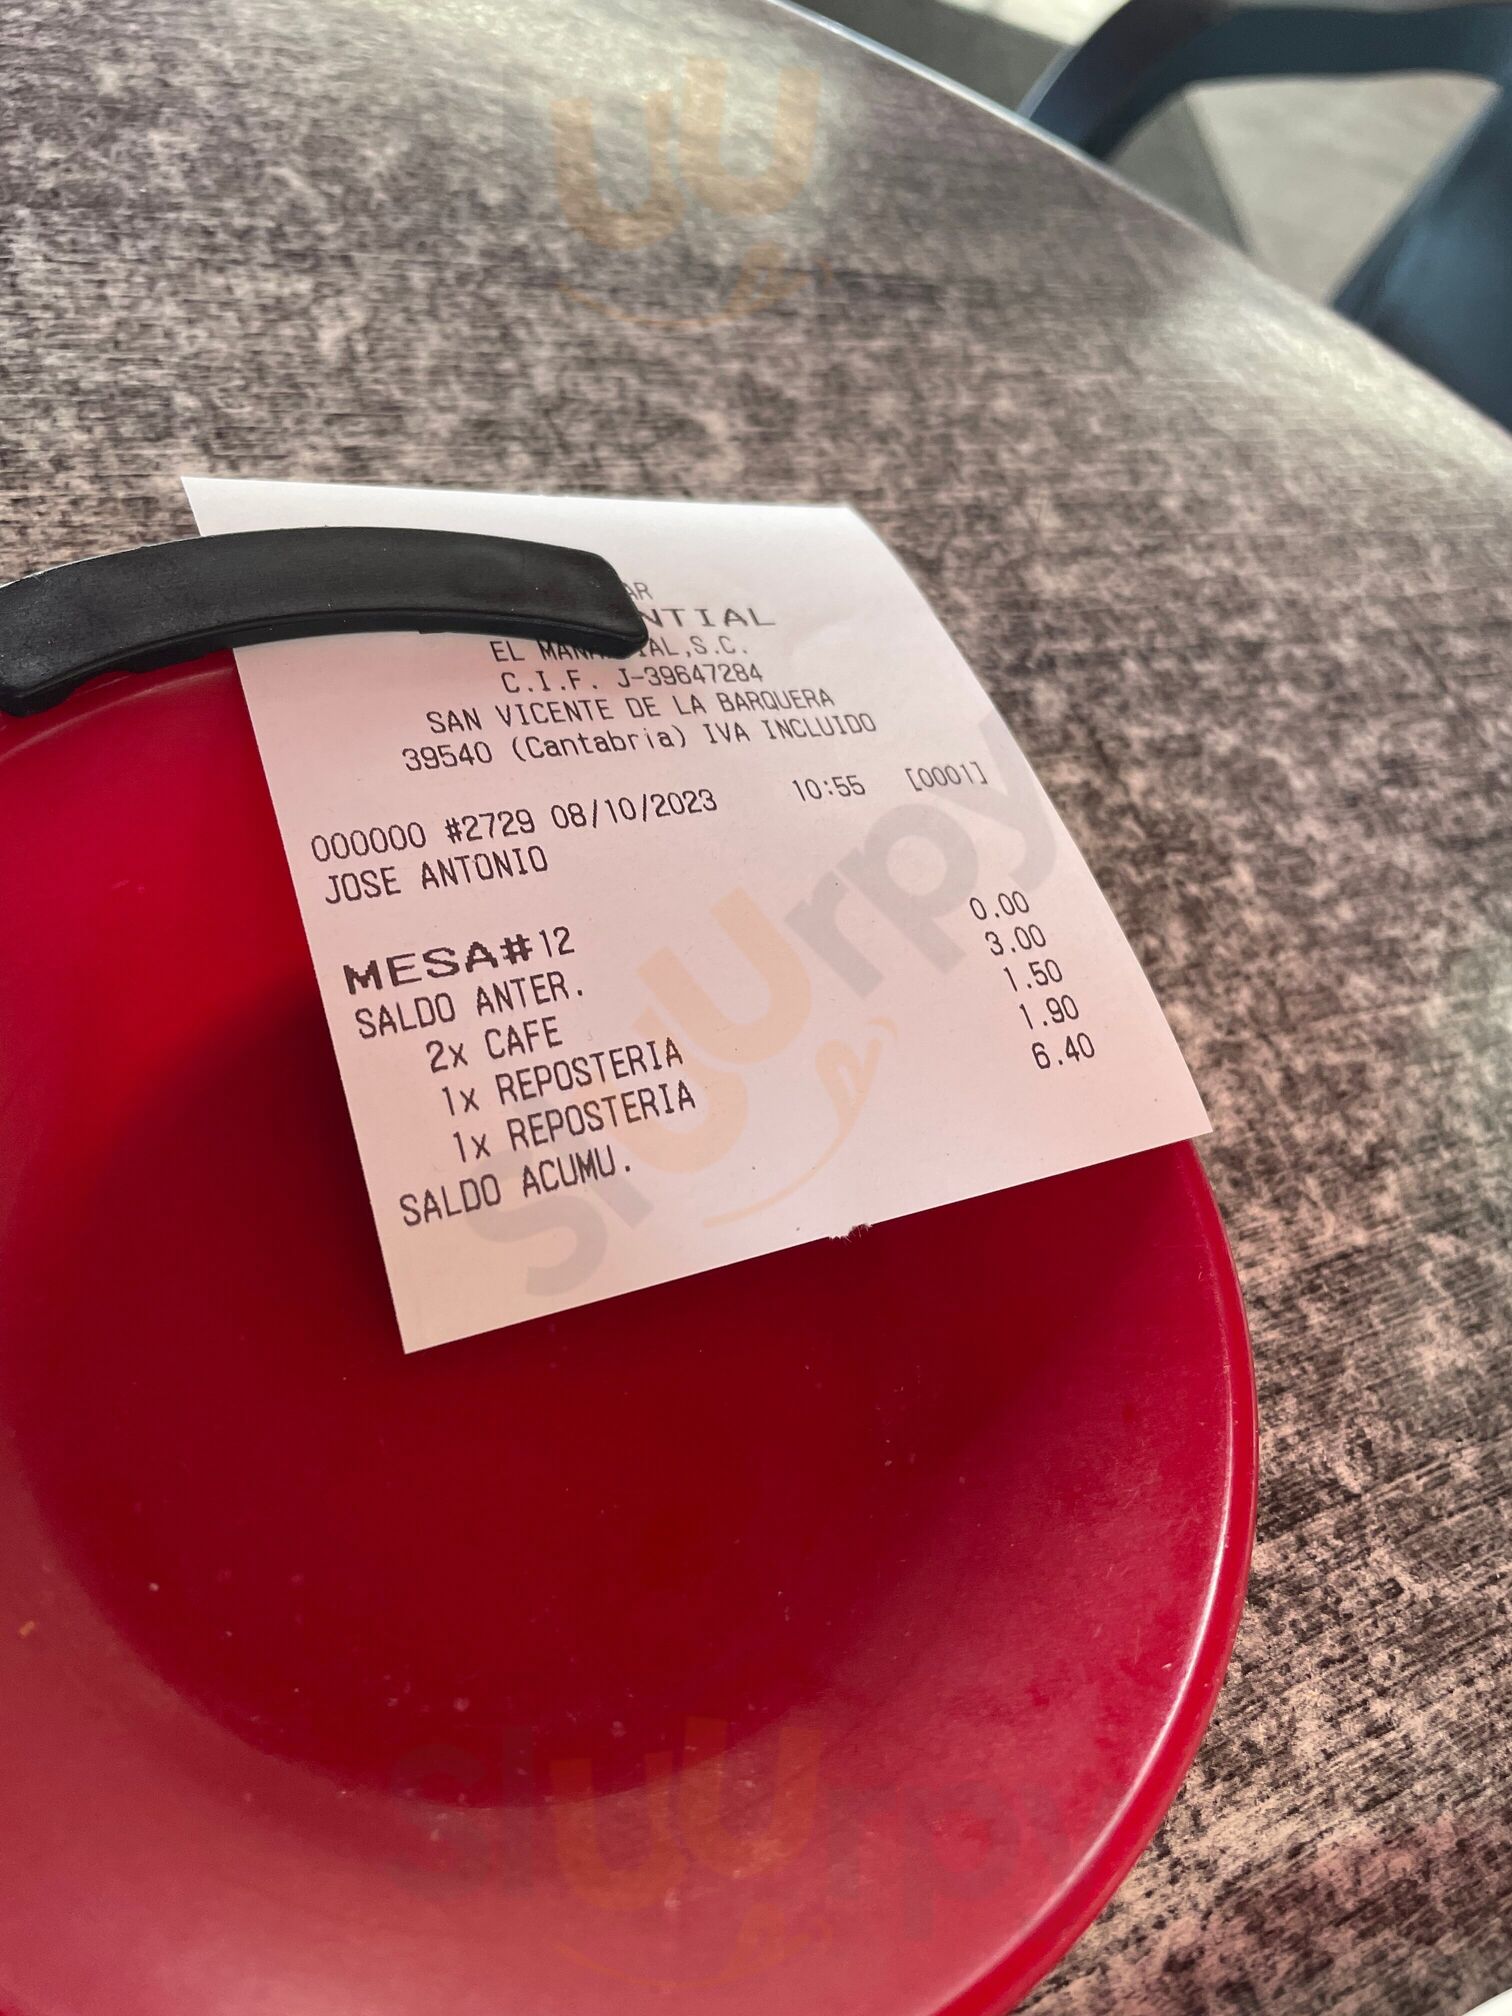 EL
,S.C.
C.I.F. J-39647284
SAN VICENTE DE LA BARQUERA
39540 (Cantabria) IVA INCLUIDO
000000 #2729 08/10/2023 10:55 [0001]
JOSE ANTONIO
MESA#12
SALDO ANTER. 0.00
2x CAFE 3.00
1x REPOSTERIA 1.50
1x REPOSTERIA 1.90
SALDO ACUMU. 6.40
slurpy
slurpy